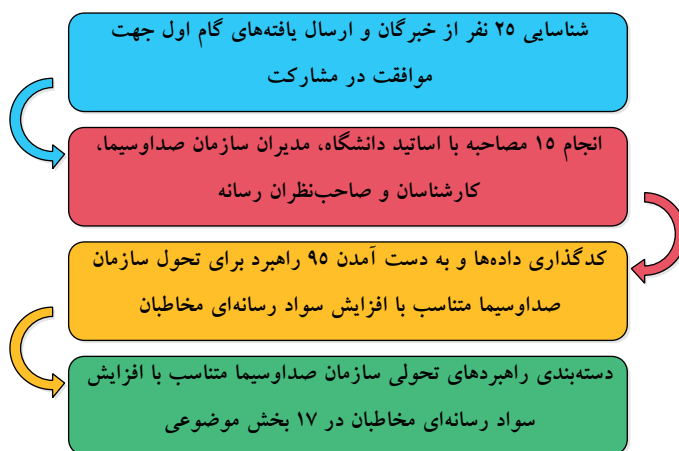 شناسایی ۲۵ نفر از خبرگان و ارسال یافته‌های گام اول جهت
موافقت در مشارکت
انجام ۱۵ مصاحبه با اساتید دانشگاه، مدیران سازمان صداوسیما،
کارشناسان و صاحب‌نظران رسانه
کدگذاری داده‌ها و به دست آمدن ۹۵ راهبرد برای تحول سازمان
صداوسیما متناسب با افزایش سواد رسانه‌ای مخاطبان
دسته‌بندی راهبردهای تحولی سازمان صداوسیما متناسب با افزایش
سواد رسانه‌ای مخاطبان در ۱۷ بخش موضوعی